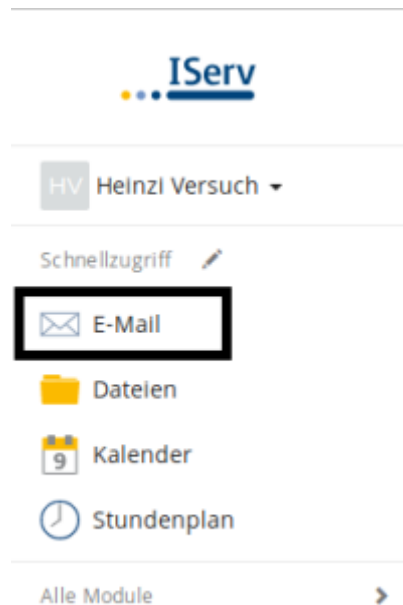 IServ
HV Heinzi Versuch
Schnellzugriff
E-Mail
Dateien
9 Kalender
Stundenplan
Alle Module